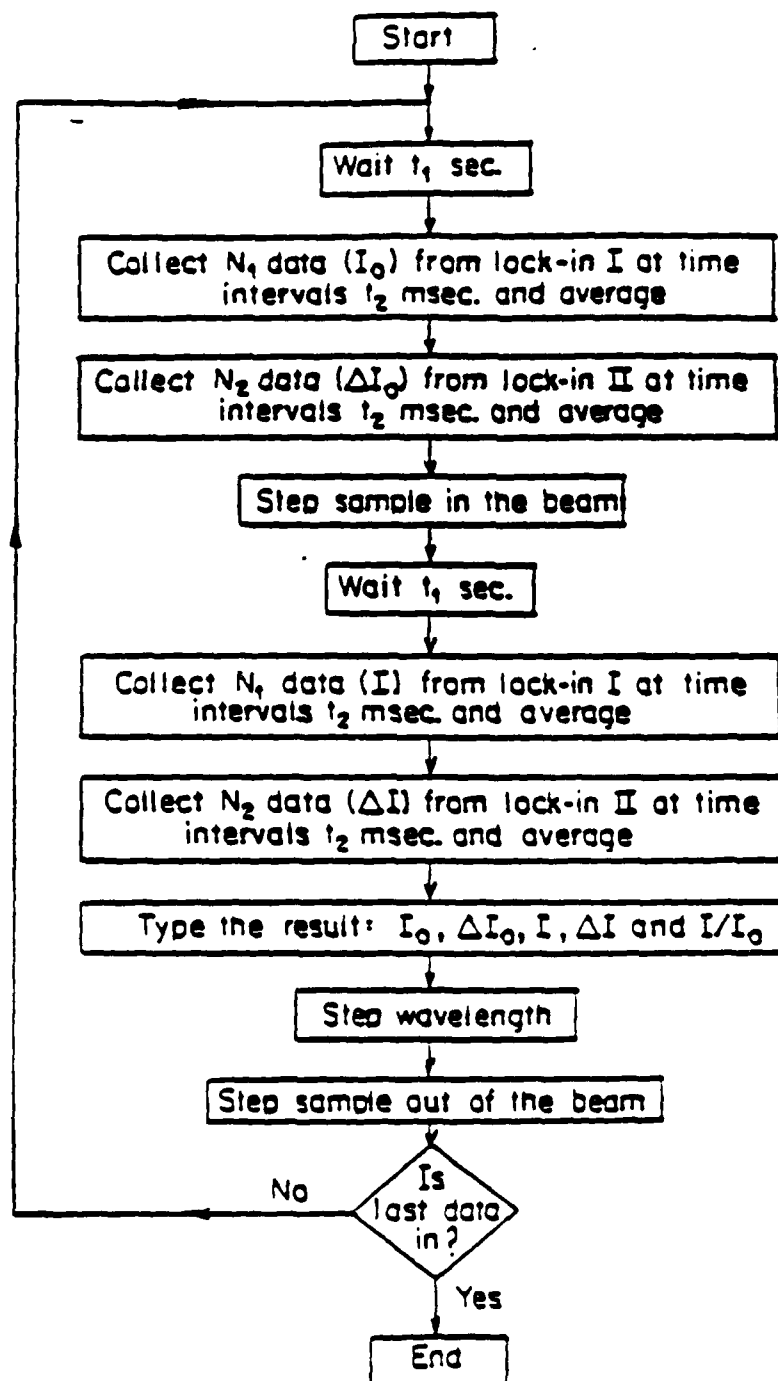 Start
Wait t₁ sec.
Collect N₁ data (I₀) from lock-in I at time
intervals t₂ msec. and average
Collect N₂ data (ΔI₀) from lock-in II at time
intervals t₂ msec. and average
Step sample in the beam
Wait t₁ sec.
Collect N₁ data (I) from lock-in I at time
intervals t₂ msec. and average
Collect N₂ data (ΔI) from lock-in II at time
intervals t₂ msec. and average
Type the result: I₀, ΔI₀, I, ΔI and I/I₀
Step wavelength
Step sample out of the beam
Is
last data
in?
No
Yes
End